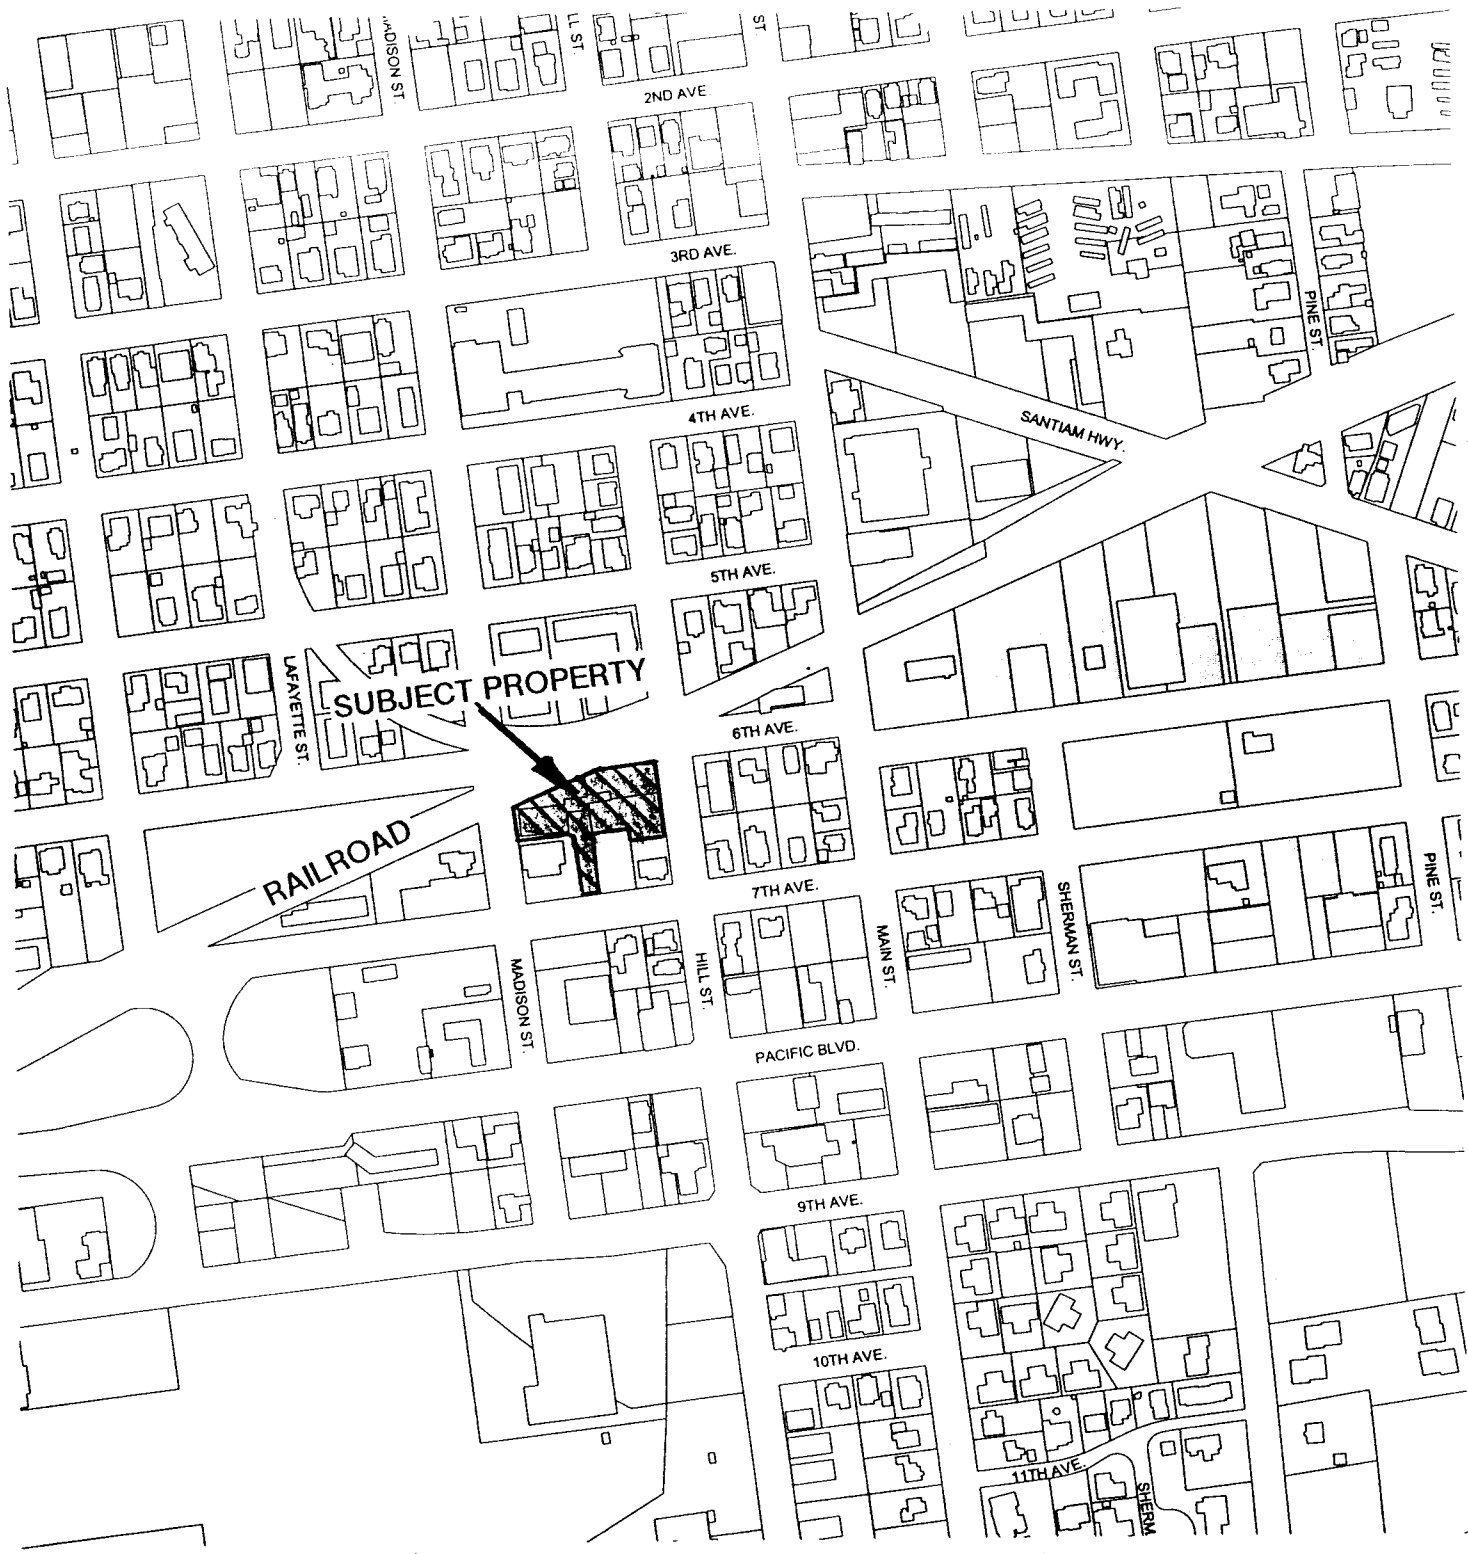 MADISON ST.
LL ST.
ST
2ND AVE
3RD AVE.
PINE ST.
4TH AVE.
SANTIAM HWY.
5TH AVE.
LAFAYETTE ST.
SUBJECT PROPERTY
6TH AVE.
RAILROAD
7TH AVE.
PINE ST.
SHERMAN ST.
MAIN ST.
HILL ST.
MADISON ST.
PACIFIC BLVD.
9TH AVE.
10TH AVE.
11TH AVE.
SHERM